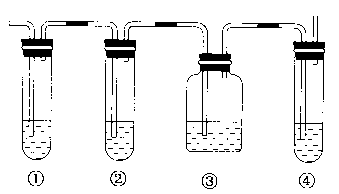 ① ② ③ ④